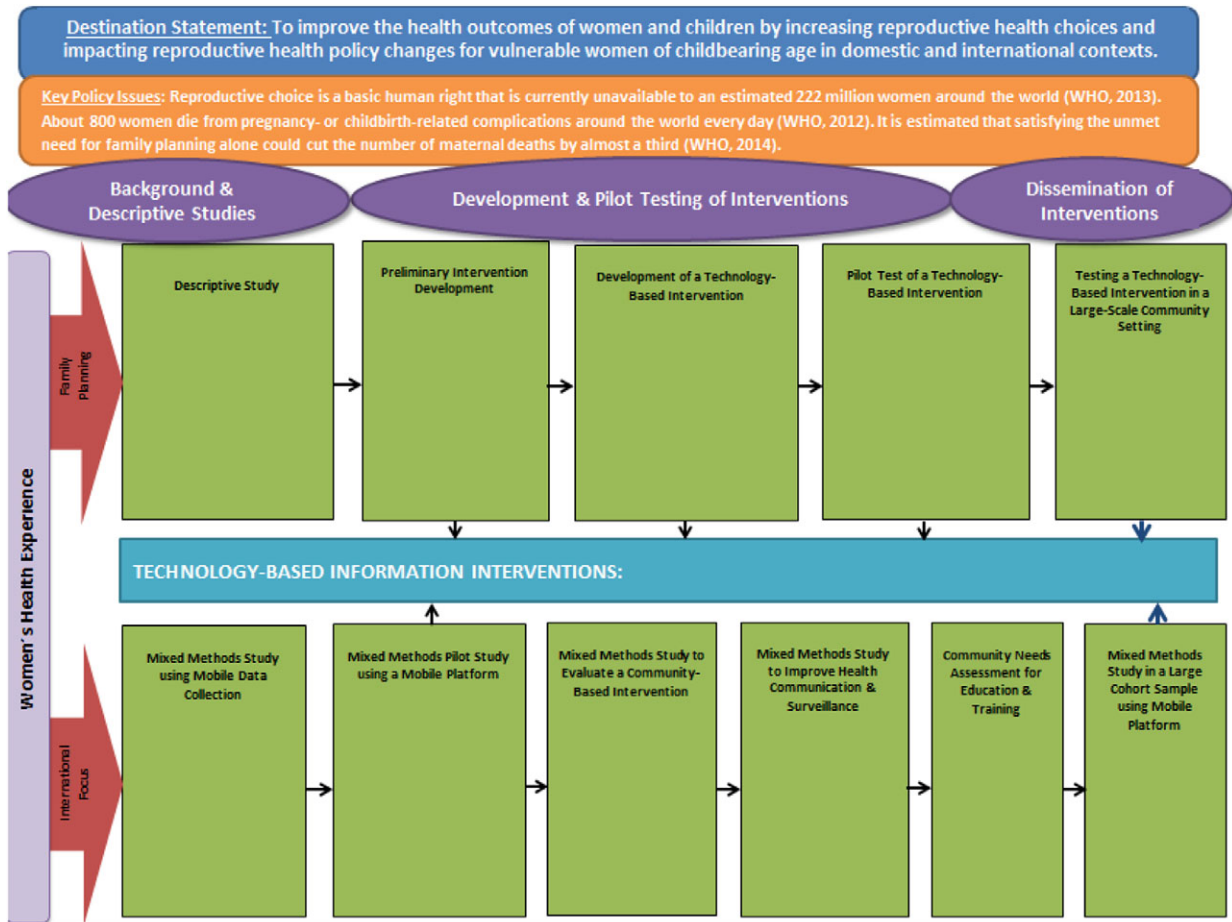 Destination Statement: To improve the health outcomes of women and children by increasing reproductive health choices and
impacting reproductive health policy changes for vulnerable women of childbearing age in domestic and international contexts.
Key Policy Issues: Reproductive choice is a basic human right that is currently unavailable to an estimated 222 million women around the world (WHO, 2013).
About 800 women die from pregnancy- or childbirth-related complications around the world every day (WHO, 2012). It is estimated that satisfying the unmet
need for family planning alone could cut the number of maternal deaths by almost a third (WHO, 2014).
Background &
Descriptive Studies
Development & Pilot Testing of Interventions
Dissemination of
Interventions
Women's Health Experience
Family
Planning
Descriptive Study
Preliminary Intervention
Development
Development of a Technology-
Based Intervention
Pilot Test of a Technology-
Based Intervention
Testing a Technology-
Based Intervention in a
Large-Scale Community
Setting
TECHNOLOGY-BASED INFORMATION INTERVENTIONS:
International
Focus
Mixed Methods Study
using Mobile Data
Collection
Mixed Methods Pilot Study
using a Mobile Platform
Mixed Methods Study to
Evaluate a Community-
Based Intervention
Mixed Methods Study
to Improve Health
Communication &
Surveillance
Community Needs
Assessment for
Education &
Training
Mixed Methods
Study in a Large
Cohort Sample
using Mobile
Platform